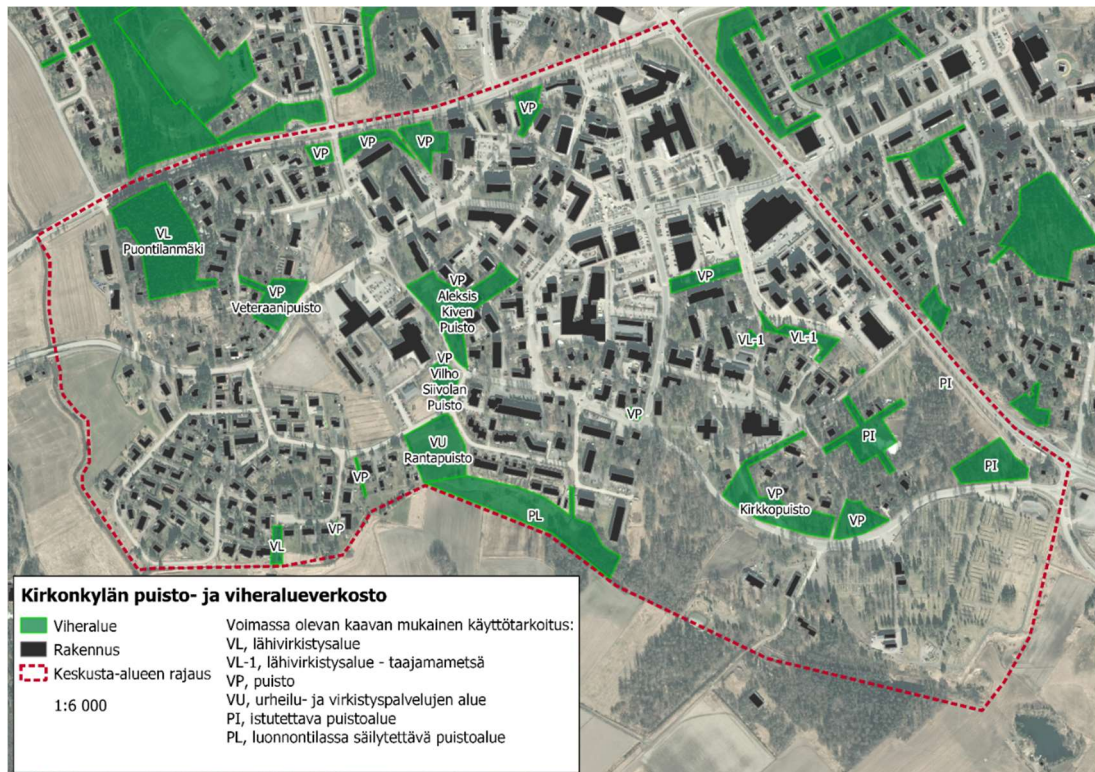 VP
VP
VP
VP
VL
Puontilanmäki
VP
Veteraanipuisto
VP
Aleksis
Kiven
Puisto
VP
VL-1
VL-1
VP
Vilho
Siivolan
Puisto
PI
VP
VU
Rantapuisto
PI
PI
VP
VP
Kirkkopuisto
VP
PL
VP
VL
Kirkonkylän puisto- ja viheralueverkosto
Viheralue
Rakennus
Keskusta-alueen rajaus
1:6 000
Voimassa olevan kaavan mukainen käyttötarkoitus:
VL, lähivirkistysalue
VL-1, lähivirkistysalue - taajamametsä
VP, puisto
VU, urheilu- ja virkistyspalvelujen alue
PI, istutettava puistoalue
PL, luonnontilassa säilytettävä puistoalue